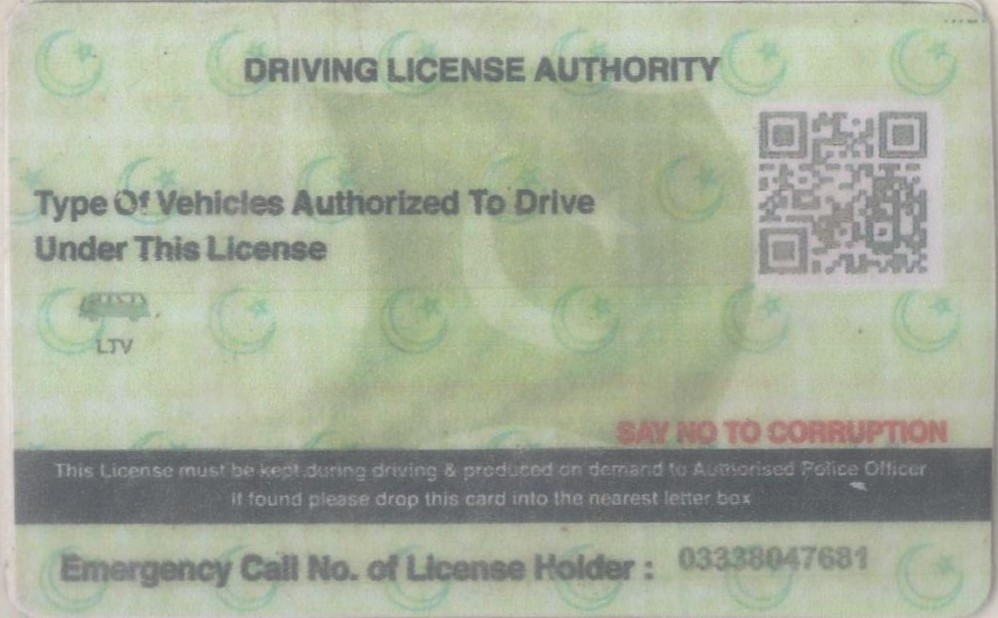 DRIVING LICENSE AUTHORITY
Type Of Vehicles Authorized To Drive
Under This License
LTV
SAY NO TO CORRUPTION
This License must be kept during driving & produced on demand to Authorised Police Officer
If found please drop this card into the nearest letter box
Emergency Call No. of License Holder : 03338047681